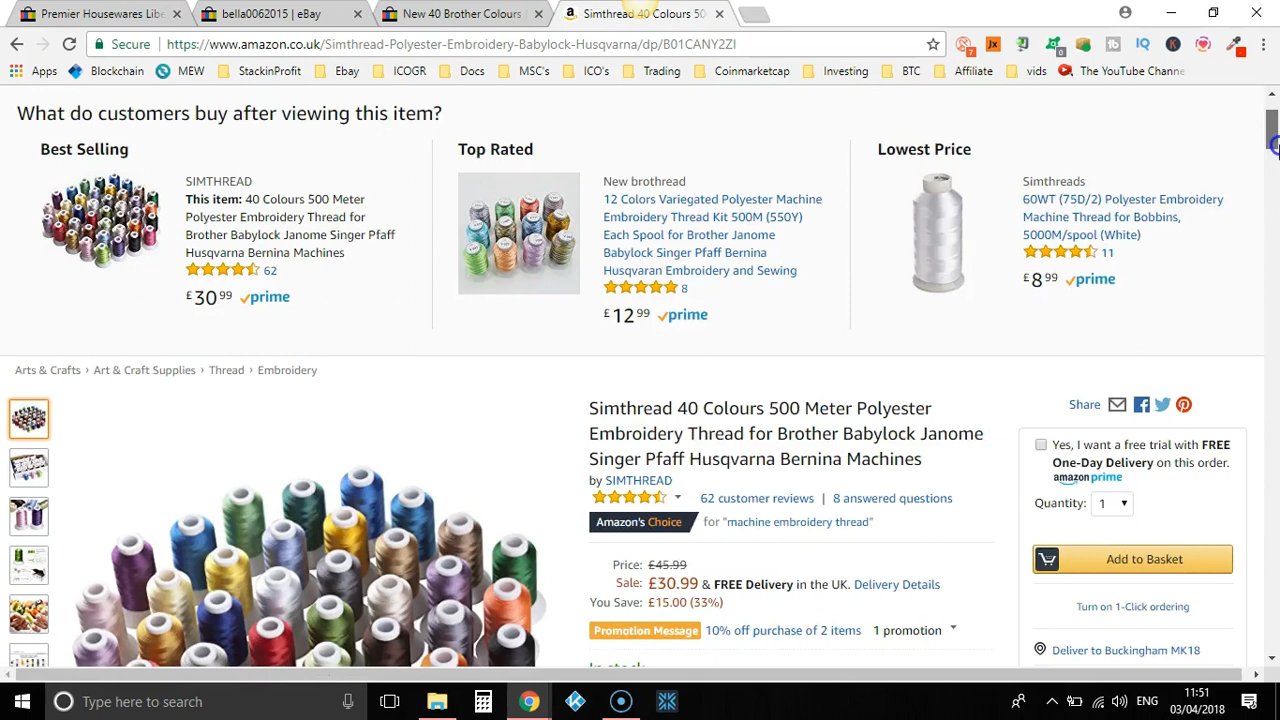 Premier Housewares Libe
bella0062015 | eBay
New 40 Brother Colours
Simthread 40 Colours 50
Secure
https://www.amazon.co.uk/Simthread-Polyester-Embroidery-Babylock-Husqvarna/dp/B01CANY2ZI
7
0
Apps
Blockchain
MEW
StackinProfit
Ebay
ICOGR
Docs
MSC's
ICO's
Trading
Coinmarketcap
Investing
BTC
Affiliate
vids
The YouTube Channe
What do customers buy after viewing this item?
Best Selling
SIMTHREAD
This item: 40 Colours 500 Meter
Polyester Embroidery Thread for
Brother Babylock Janome Singer Pfaff
Husqvarna Bernina Machines
62
£30.99 prime
Top Rated
New brothread
12 Colors Variegated Polyester Machine
Embroidery Thread Kit 500M (550Y)
Each Spool for Brother Janome
Babylock Singer Pfaff Bernina
Husquvaran Embroidery and Sewing
8
£12.99 prime
Lowest Price
Simthreads
60WT (75D/2) Polyester Embroidery
Machine Thread for Bobbins,
5000M/spool (White)
11
£8.99 prime
Arts & Crafts › Art & Craft Supplies › Thread › Embroidery
Simthread 40 Colours 500 Meter Polyester
Embroidery Thread for Brother Babylock Janome
Singer Pfaff Husqvarna Bernina Machines
by SIMTHREAD
62 customer reviews | 8 answered questions
Amazon's Choice for "machine embroidery thread"
Price: £45.99
Sale: £30.99 & FREE Delivery in the UK. Delivery Details
You Save: £15.00 (33%)
Promotion Message 10% off purchase of 2 items 1 promotion
In stock
Share
Yes, I want a free trial with FREE
One-Day Delivery on this order.
amazon prime
Quantity: 1
Add to Basket
Turn on 1-Click ordering
Deliver to Buckingham MK18
Type here to search
ENG
11:51
03/04/2018